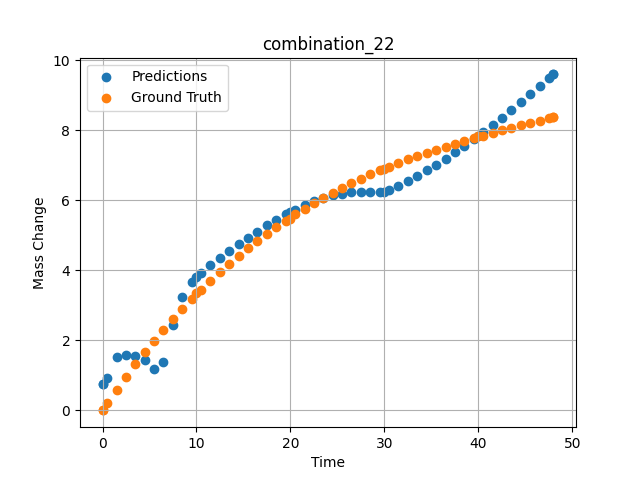 combination_22
Predictions
Ground Truth
Mass Change
10
8
6
4
2
0
0 10 20 30 40 50
Time